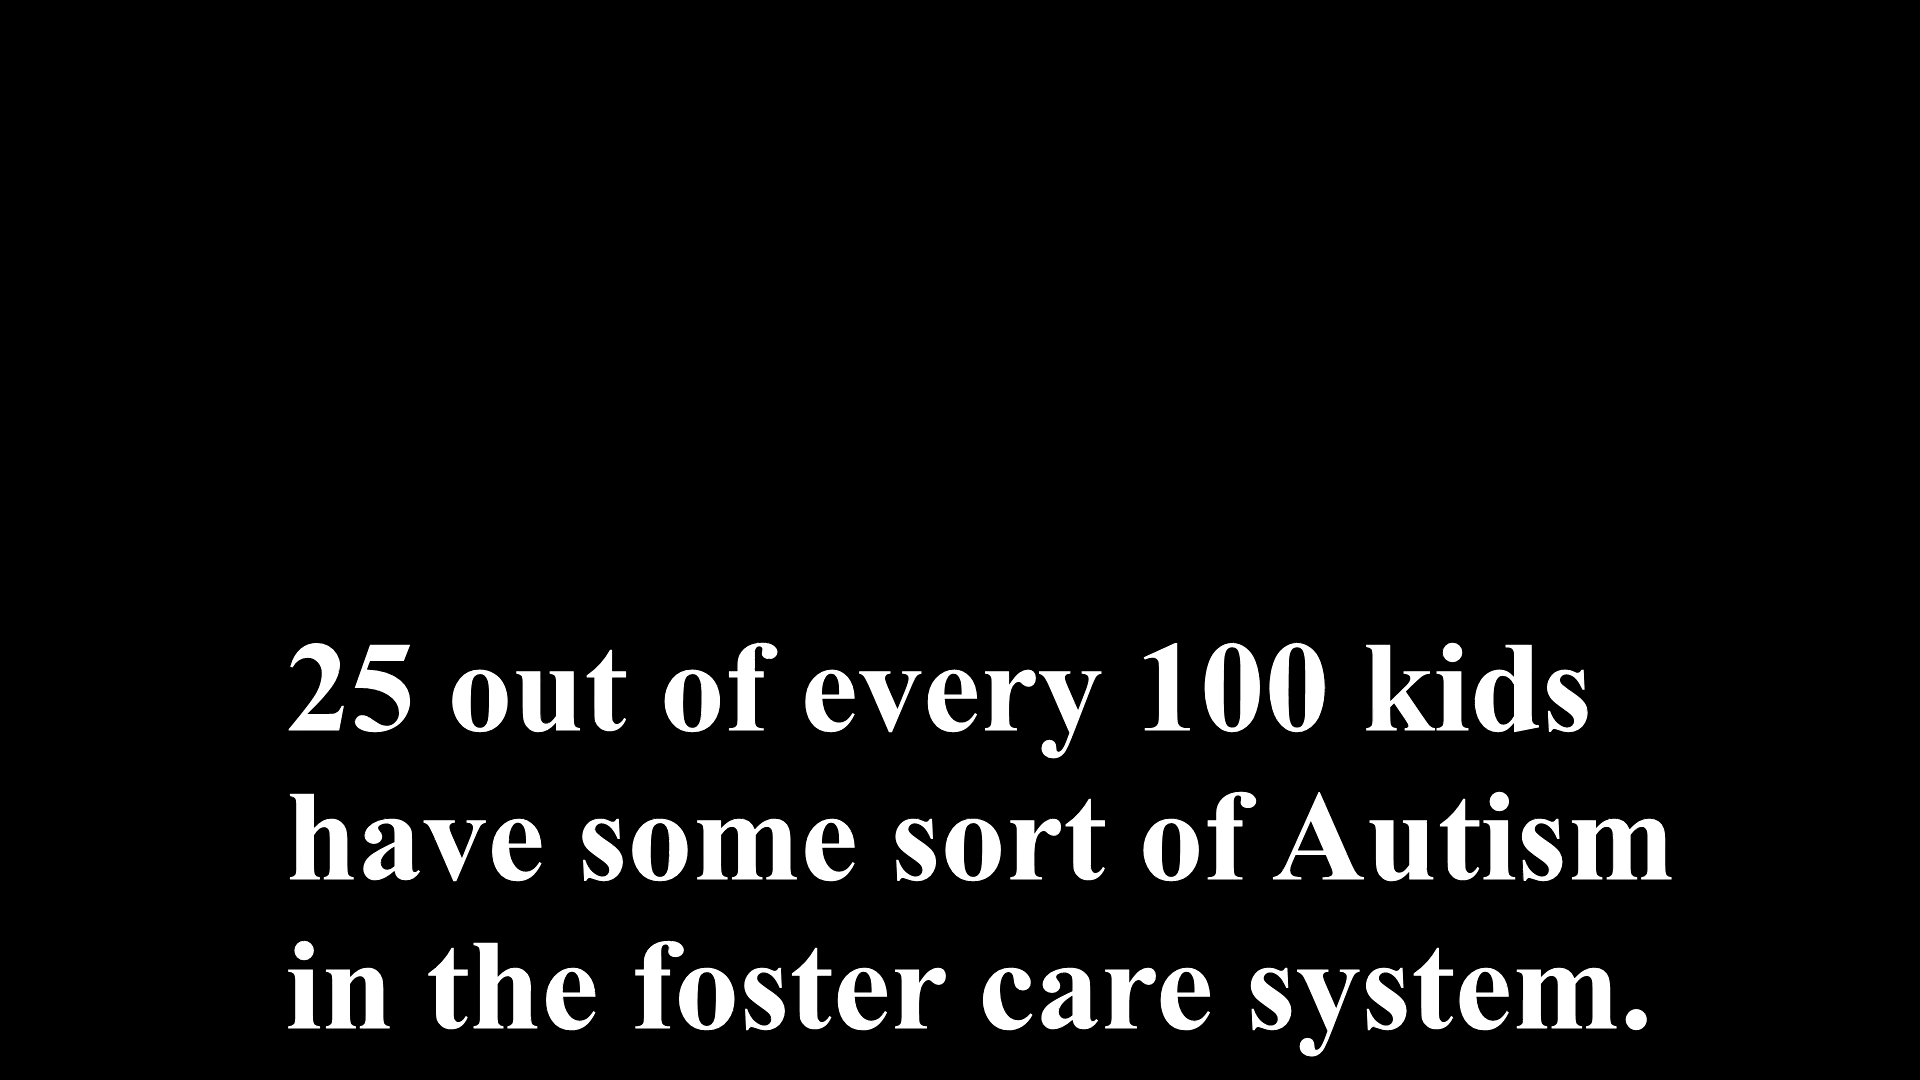 25 out of every 100 kids
have some sort of Autism
in the foster care system.